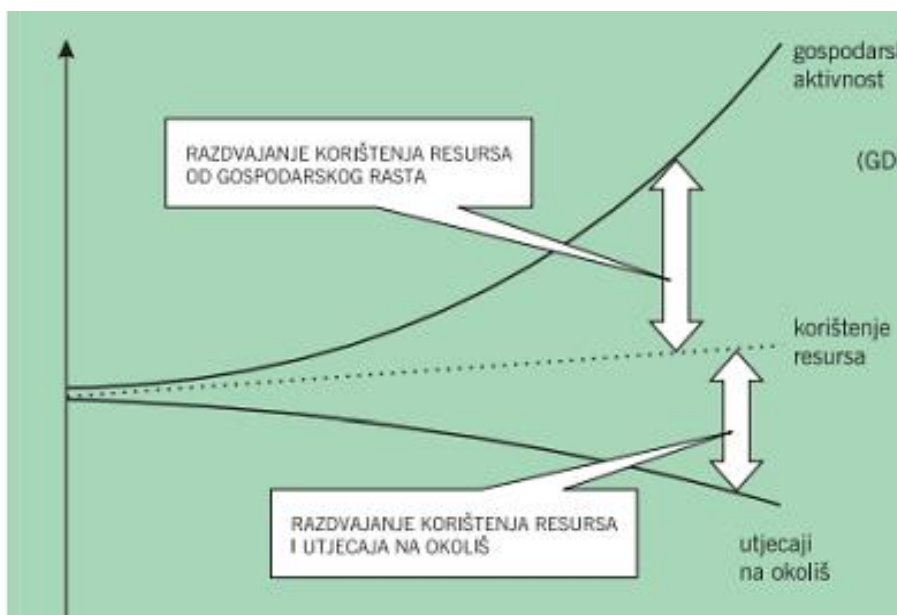 gospodars
aktivnost
(GD
RAZDVAJANJE KORIŠTENJA RESURSA
OD GOSPODARSKOG RASTA
korištenje
resursa
RAZDVAJANJE KORIŠTENJA RESURSA
I UTJECAJA NA OKOLIŠ
utjecaji
na okoliš